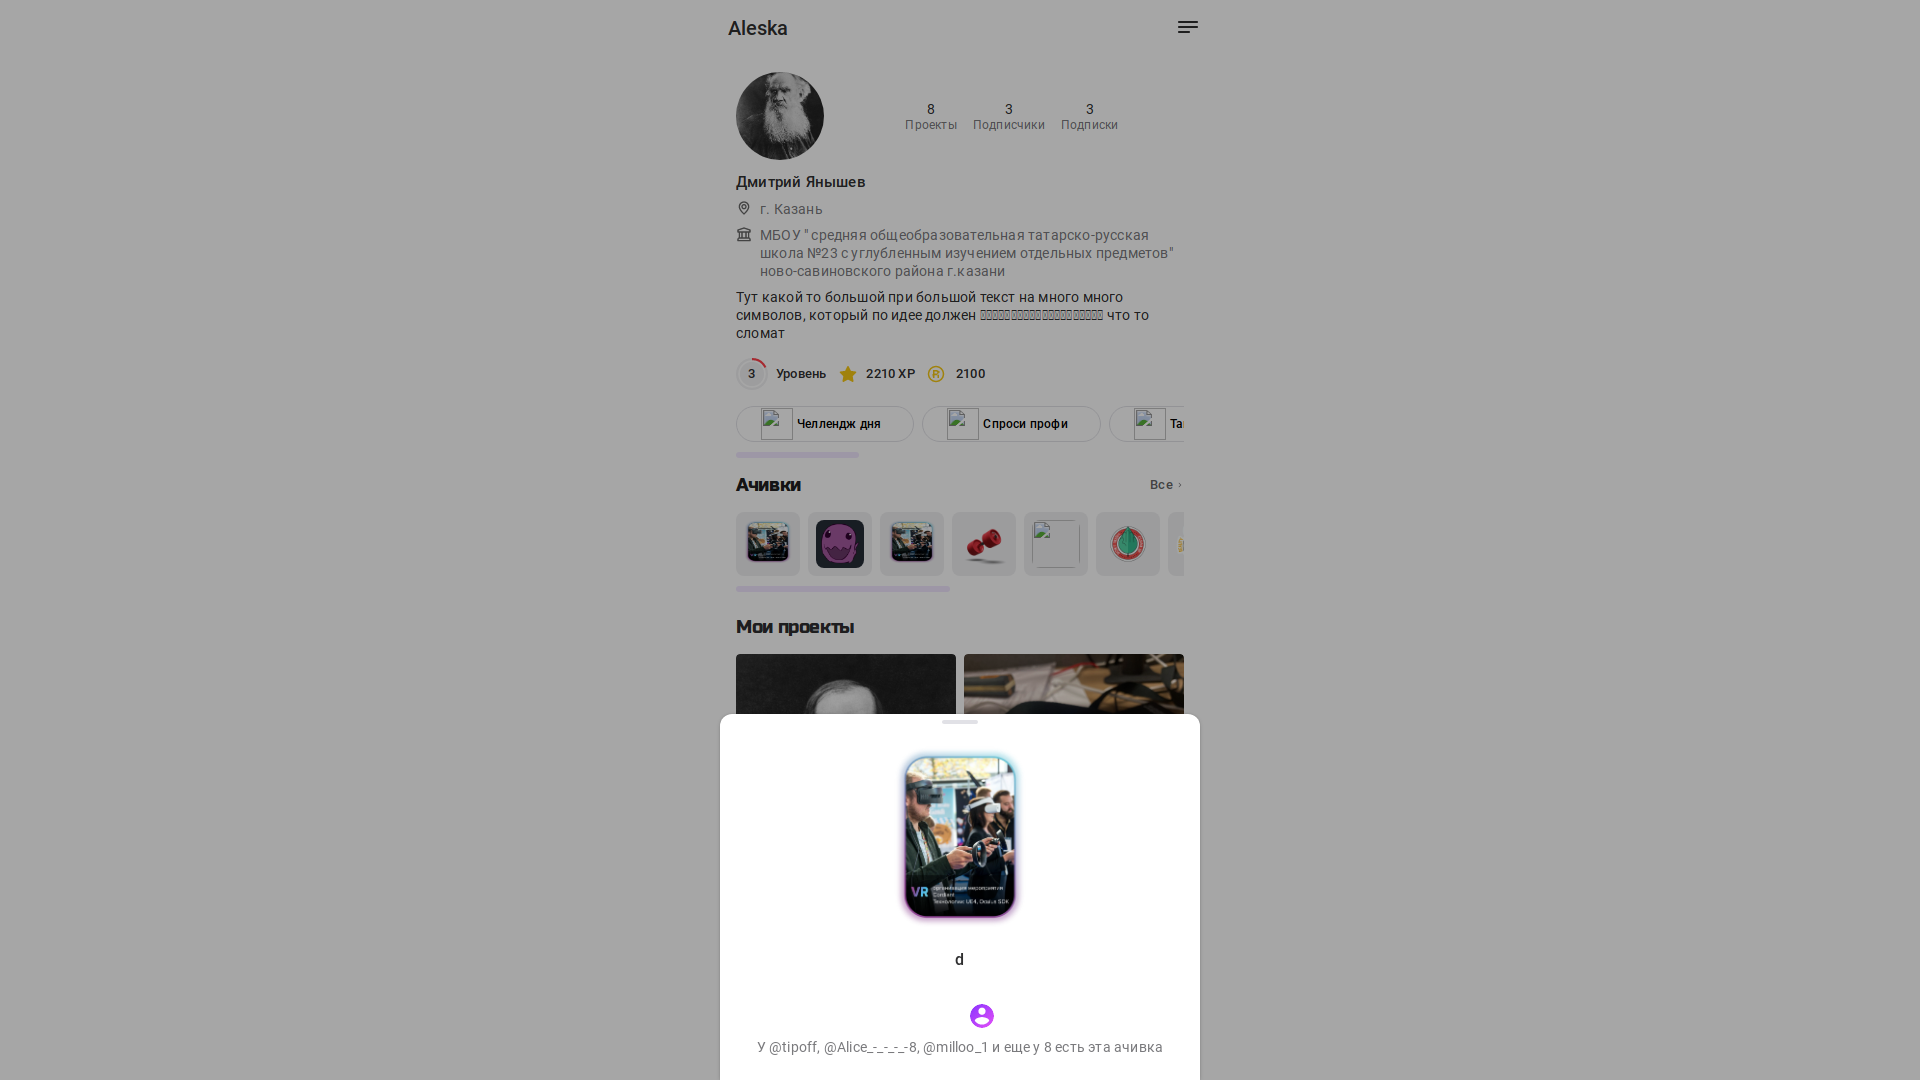 Aleska
8
3
3
Проекты
Подписчики
Подписки
Дмитрий Янышев
г. Казань
МБОУ " средняя общеобразовательная татарско-русская
школа №23 с углубленным изучением отдельных предметов"
ново-савиновского района г.казани
Тут какой то большой при большой текст на много много
символов, который по идее должен что то
сломат
3 Уровень 2210 XP 2100
Челлендж дня
Спроси профи
Ачивки
Все
Мои проекты
VR
d
У @tipoff, @Alice_-_-_-_-8, @milloo_1 и еще у 8 есть эта ачивка